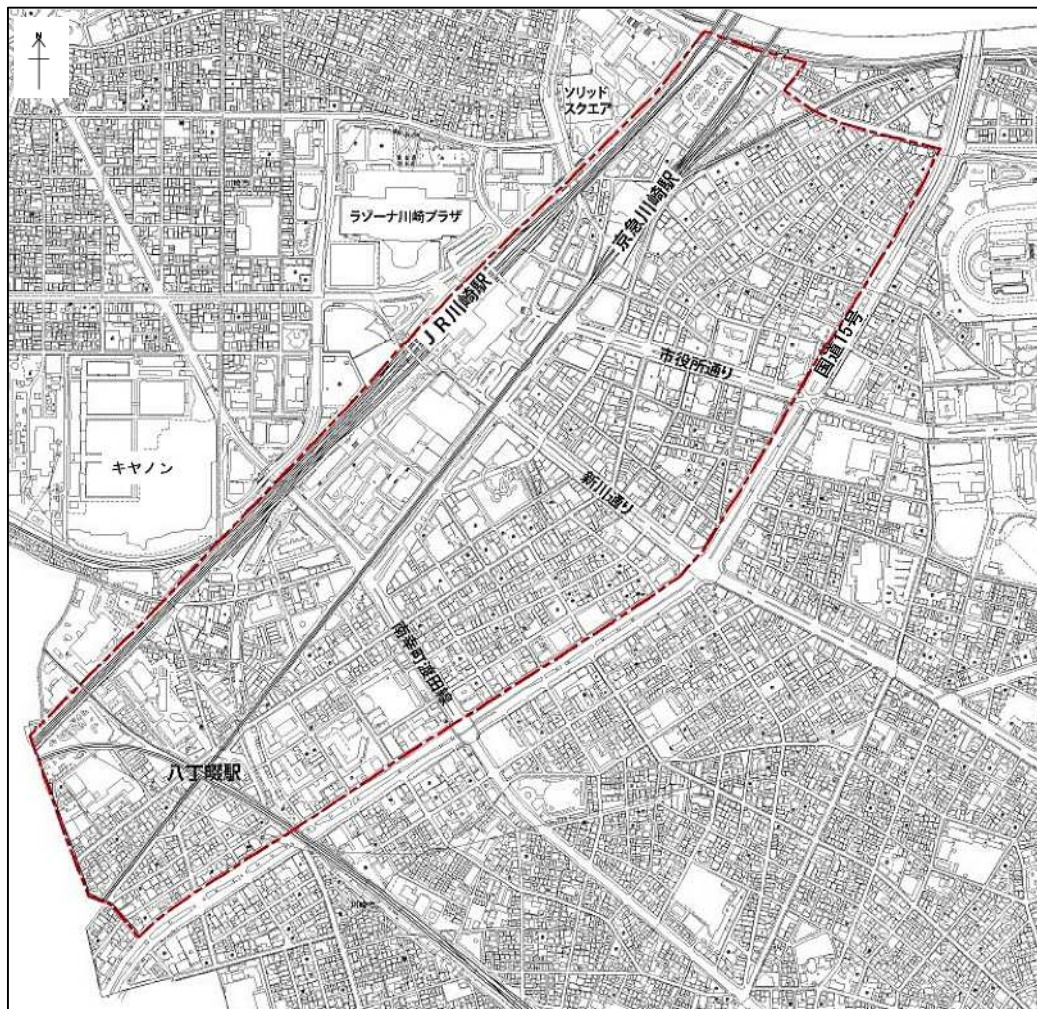 N
ソリッド
スクエア
京急川崎駅
ラゾーナ川崎プラザ
JR川崎駅
国道15号
市役所通り
キヤノン
新川通り
南幸町渡田線
八丁畷駅